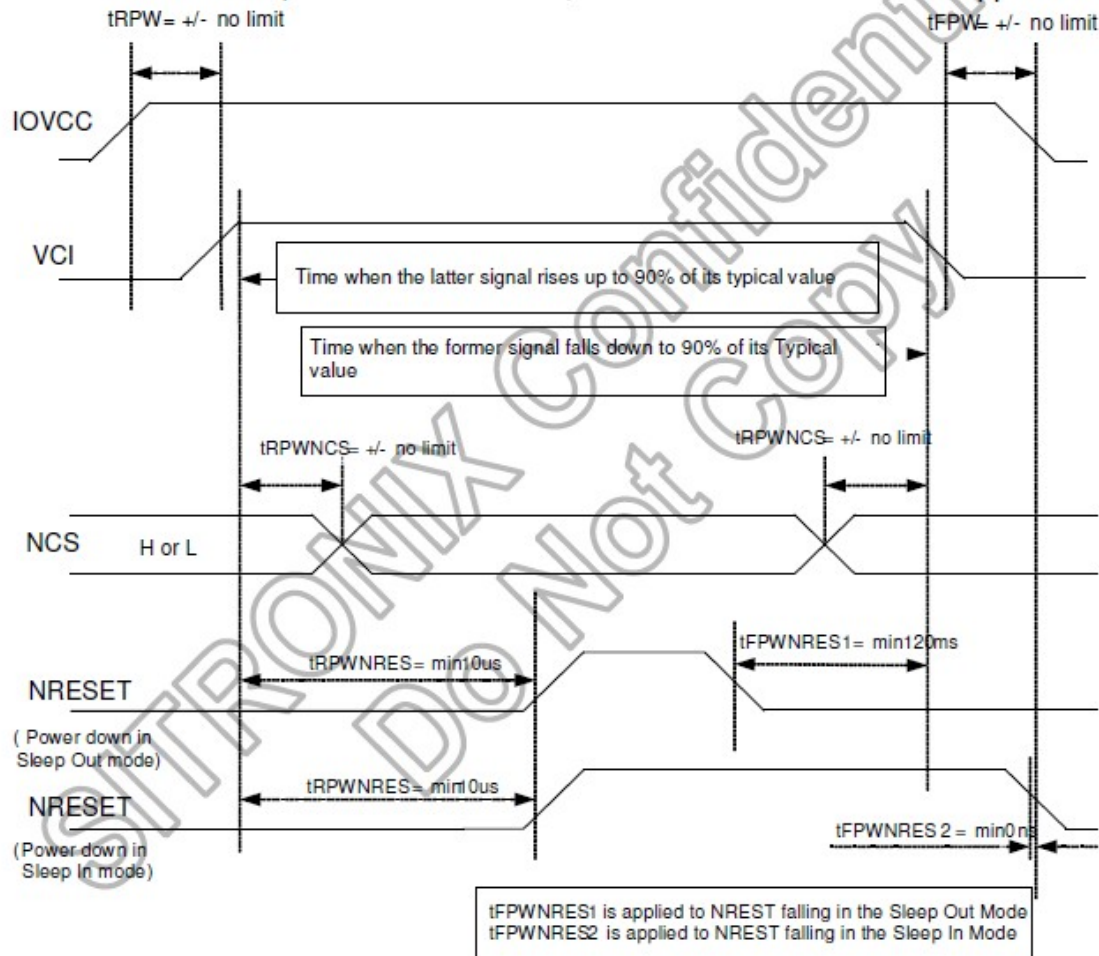 tRPW= +/- no limit
tFPW= +/- no limit
IOVCC
VCI
Time when the latter signal rises up to 90% of its typical value
Time when the former signal falls down to 90% of its Typical
value
tRPWNCS= +/- no limit
tRPWNCS= +/- no limit
NCS
H or L
tFPWNRES1= min120ms
tRPWNRES= min10us
NRESET
( Power down in
Sleep Out mode)
tRPWNRES= min10us
NRESET
(Power down in
Sleep In mode)
tFPWNRES2 = min0ns
tFPWNRES1 is applied to NREST falling in the Sleep Out Mode
tFPWNRES2 is applied to NREST falling in the Sleep In Mode
SITRONIX Confidential
Do Not Copy